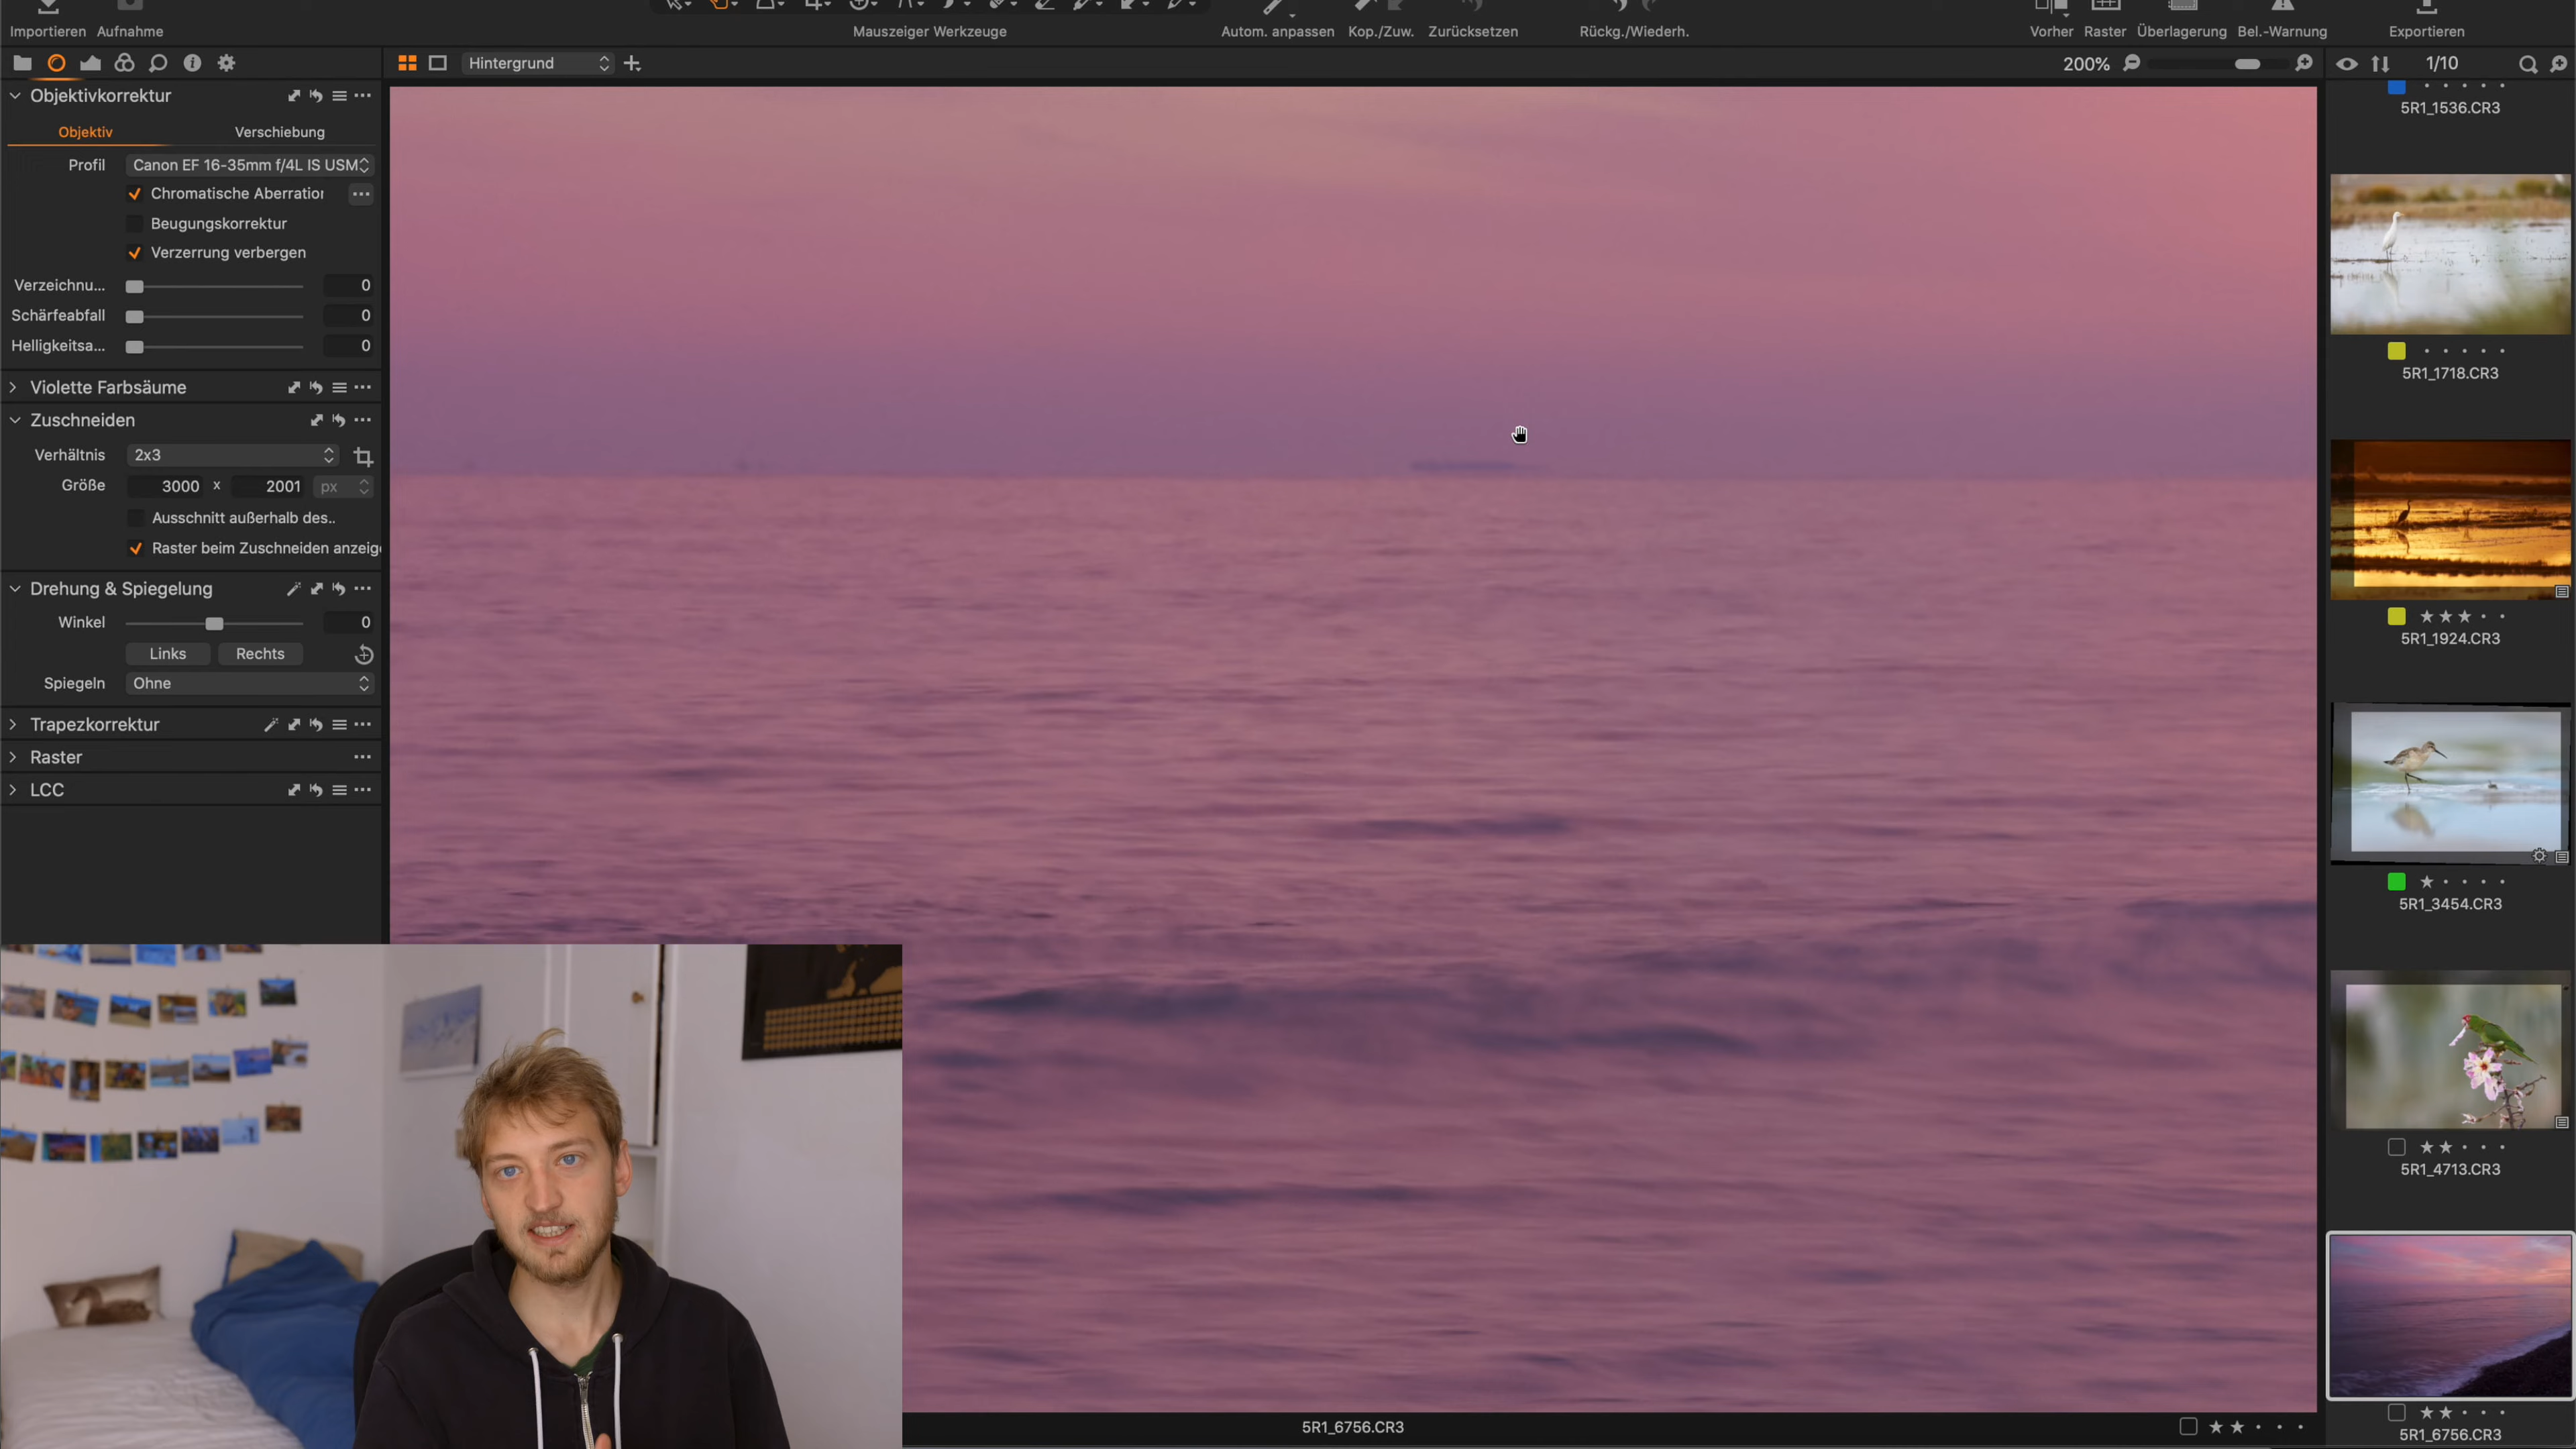 Importieren Aufnahme Mauszeiger Werkzeuge Autom. anpassen Kop./Zuw. Zurücksetzen Rückg./Wiederh. Vorher Raster Überlagerung Bel.-Warnung Exportieren
Hintergrund 200% 1/10
Objektivkorrektur
Objektiv Verschiebung
Profil Canon EF 16-35mm f/4L IS USM
Chromatische Aberration
Beugungskorrektur
Verzerrung verbergen
Verzeichnu... 0
Schärfeabfall 0
Helligkeitsa... 0
Violette Farbsäume
Zuschneiden
Verhältnis 2x3
Größe 3000 x 2001 px
Ausschnitt außerhalb des..
Raster beim Zuschneiden anzeige
Drehung & Spiegelung
Winkel 0
Links Rechts
Spiegeln Ohne
Trapezkorrektur
Raster
LCC
5R1_6756.CR3
5R1_1536.CR3
5R1_1718.CR3
5R1_1924.CR3
5R1_3454.CR3
5R1_4713.CR3
5R1_6756.CR3